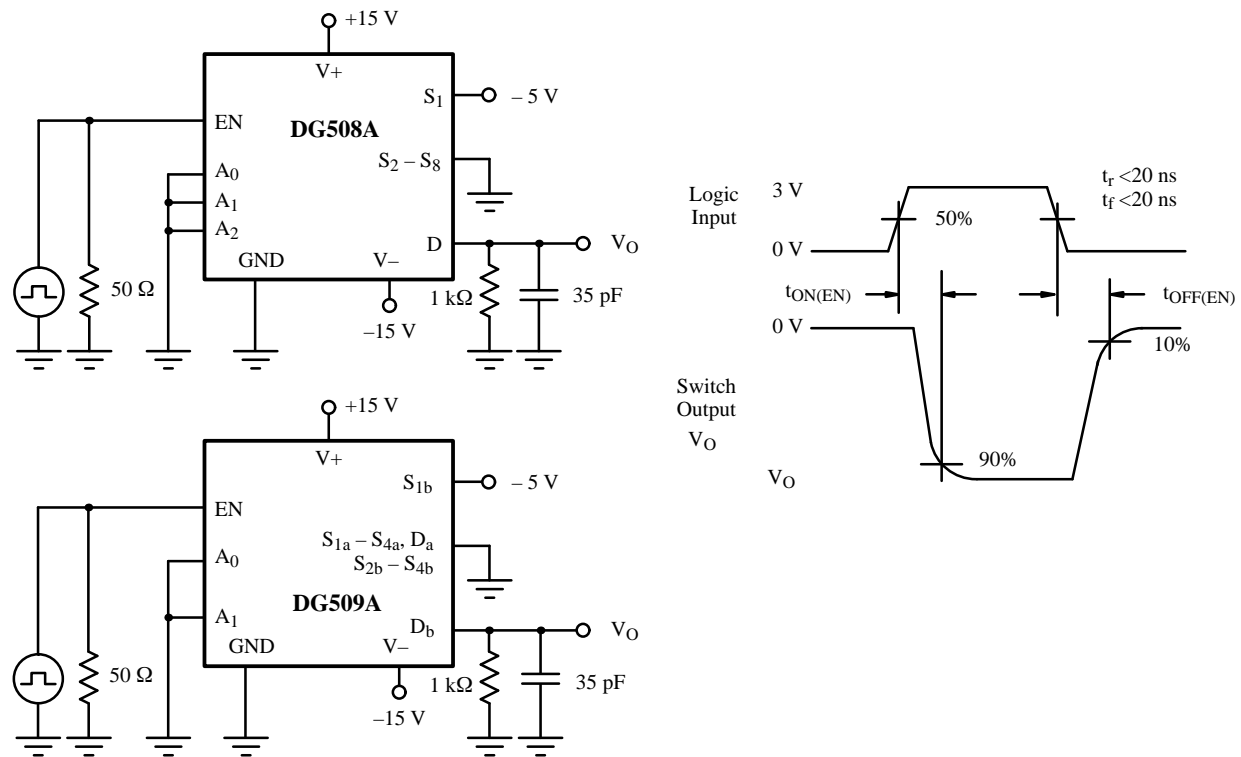 +15 V
V+
S1 – 5 V
EN
DG508A
S2 – S8
A0
A1
A2
D VO
GND V–
50 Ω 1 kΩ 35 pF
–15 V
+15 V
V+
S1b – 5 V
EN
S1a – S4a, Da
A0
S2b – S4b
DG509A
A1
Db VO
GND V–
50 Ω 1 kΩ 35 pF
–15 V
Logic
Input
3 V
50%
0 V
tr <20 ns
tf <20 ns
tON(EN) tOFF(EN)
0 V
10%
Switch
Output
VO
90%
VO